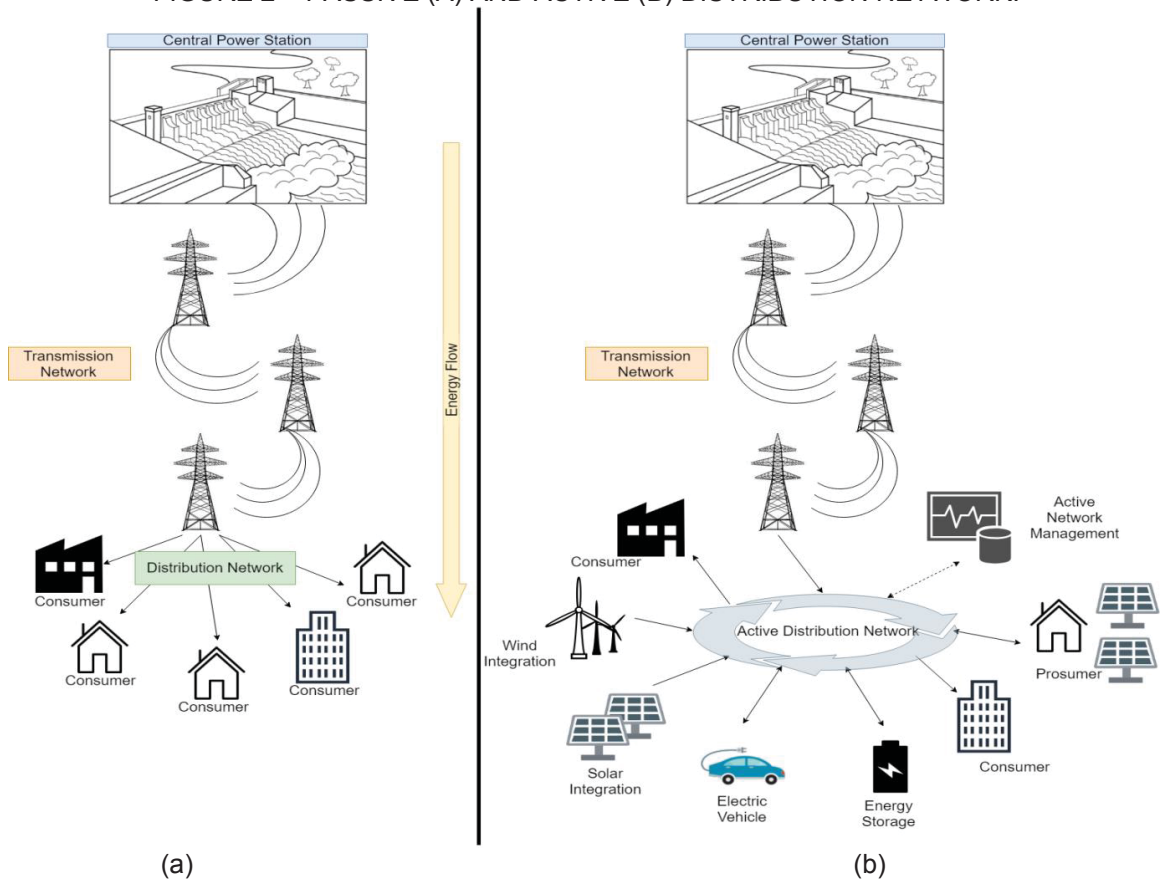 Central Power Station
Transmission
Network
Energy Flow
Distribution Network
Consumer
Consumer
Consumer
Consumer
Consumer
(a)
Central Power Station
Transmission
Network
Active
Network
Management
Consumer
Active Distribution Network
Wind
Integration
Prosumer
Solar
Integration
Electric
Vehicle
Energy
Storage
Consumer
(b)